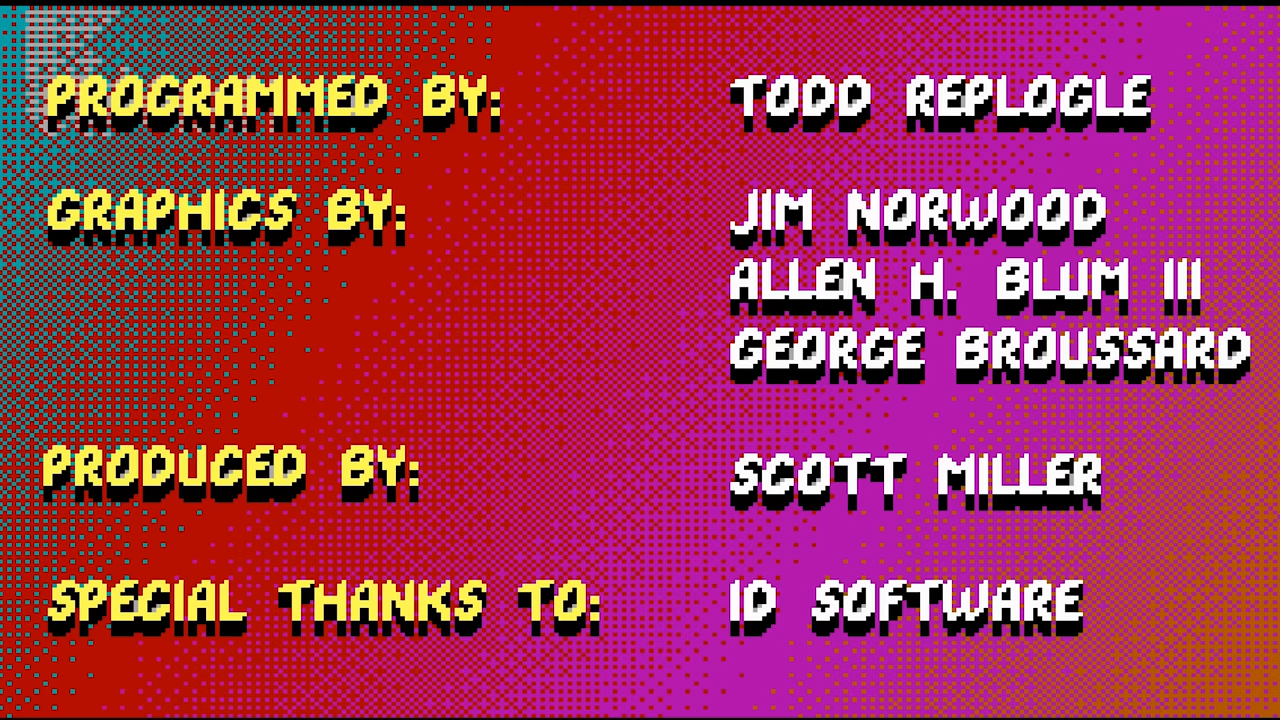 PROGRAMMED BY: TODD REPLOGLE
GRAPHICS BY: JIM NORWOOD
ALLEN H. BLUM III
GEORGE BROUSSARD
PRODUCED BY: SCOTT MILLER
SPECIAL THANKS TO: ID SOFTWARE